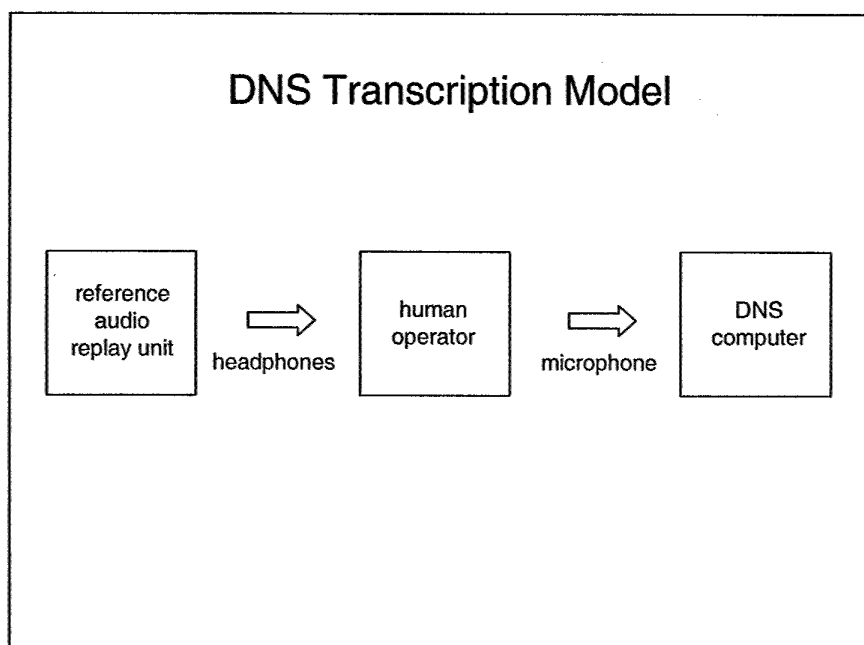 DNS Transcription Model
reference
audio
replay unit
headphones
human
operator
microphone
DNS
computer